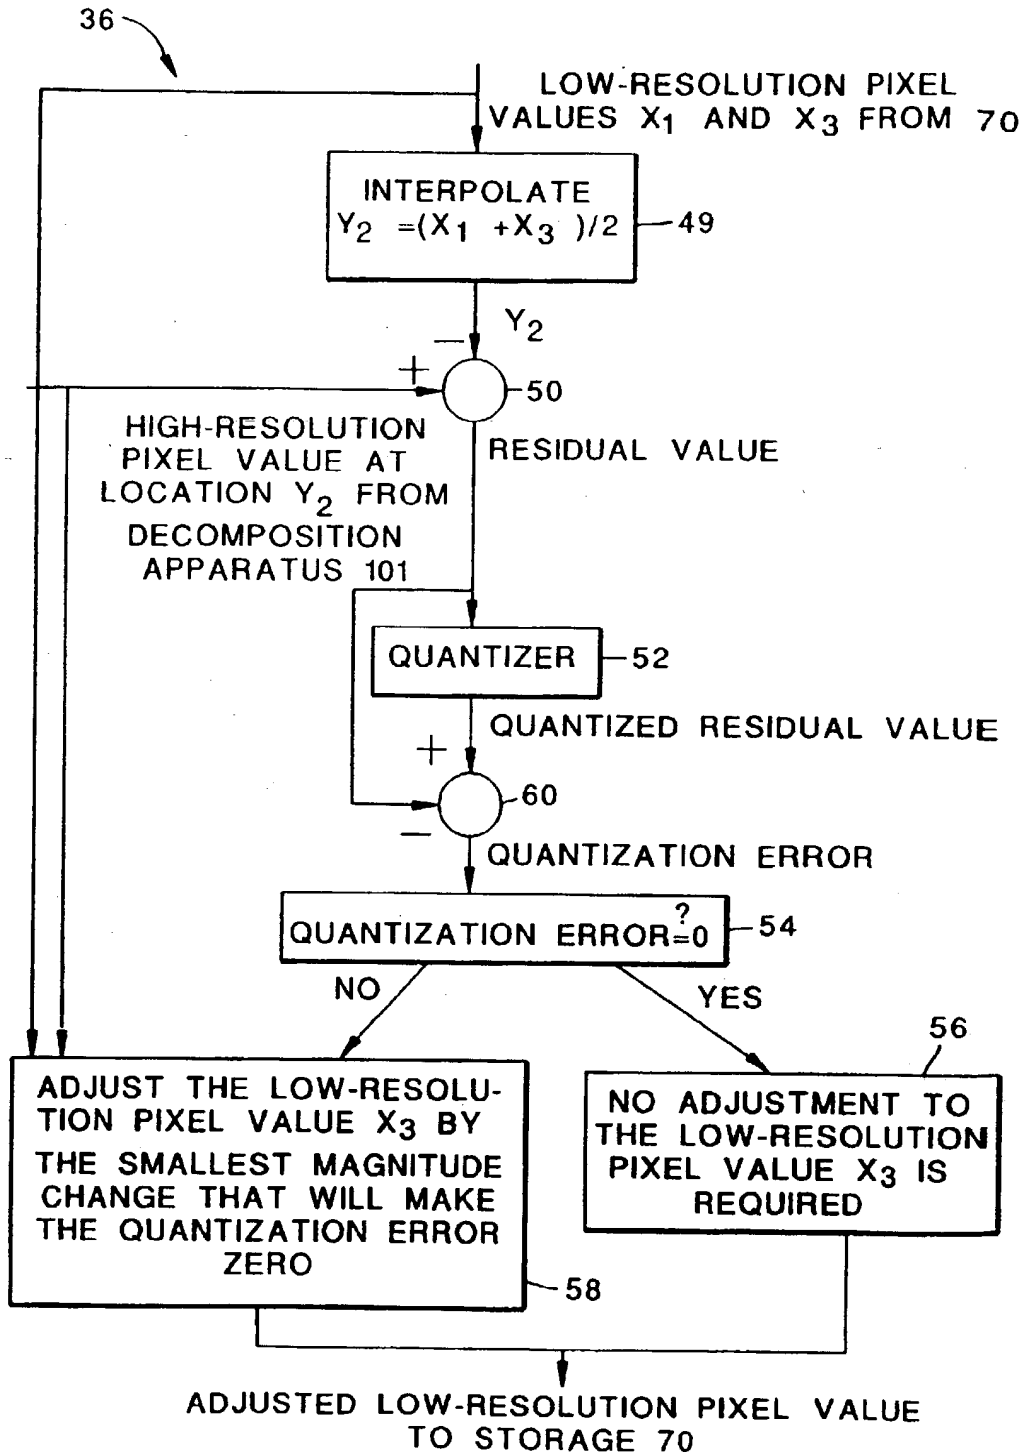 36
LOW-RESOLUTION PIXEL
VALUES X1 AND X3 FROM 70
INTERPOLATE
Y2 =(X1 +X3 )/2
49
Y2
−
+
50
HIGH-RESOLUTION
PIXEL VALUE AT
LOCATION Y2 FROM
DECOMPOSITION
APPARATUS 101
RESIDUAL VALUE
QUANTIZER
52
QUANTIZED RESIDUAL VALUE
+
60
−
QUANTIZATION ERROR
?
QUANTIZATION ERROR=0
54
NO
YES
56
ADJUST THE LOW-RESOLU-
TION PIXEL VALUE X3 BY
THE SMALLEST MAGNITUDE
CHANGE THAT WILL MAKE
THE QUANTIZATION ERROR
ZERO
58
NO ADJUSTMENT TO
THE LOW-RESOLUTION
PIXEL VALUE X3 IS
REQUIRED
ADJUSTED LOW-RESOLUTION PIXEL VALUE
TO STORAGE 70